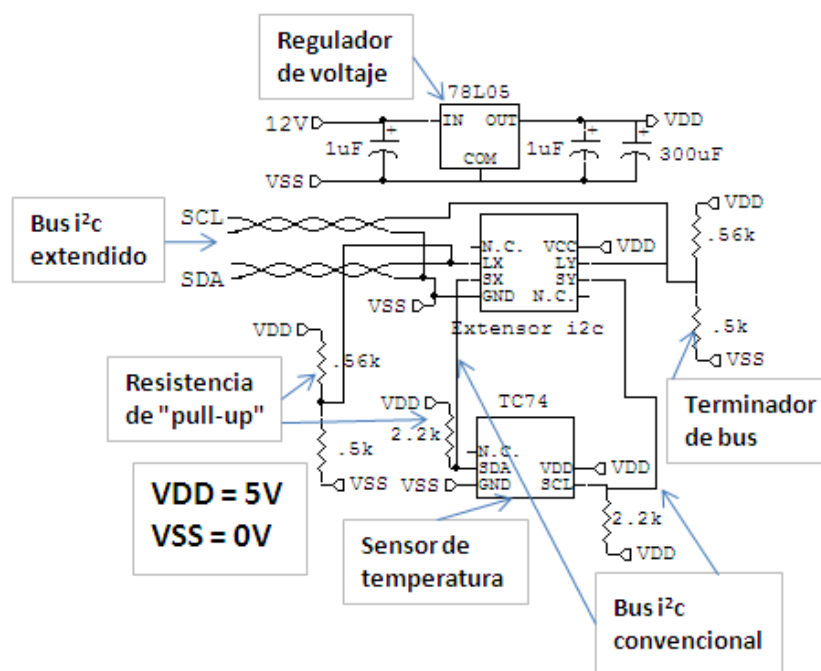 Regulador
de voltaje
78L05
12V
IN
OUT
VDD
1uF
1uF
300uF
COM
VSS
Bus i²c
extendido
SCL
SDA
N.C.
VCC
VDD
LX
LY
SX
SY
GND
N.C.
VSS
Extensor i2c
VDD
.56k
.5k
VSS
Terminador
de bus
VDD
.56k
.5k
VSS
Resistencia
de "pull-up"
VDD
2.2k
TC74
N.C.
SDA
VDD
VDD
GND
SCL
VSS
2.2k
VDD
VDD = 5V
VSS = 0V
Sensor de
temperatura
Bus i²c
convencional